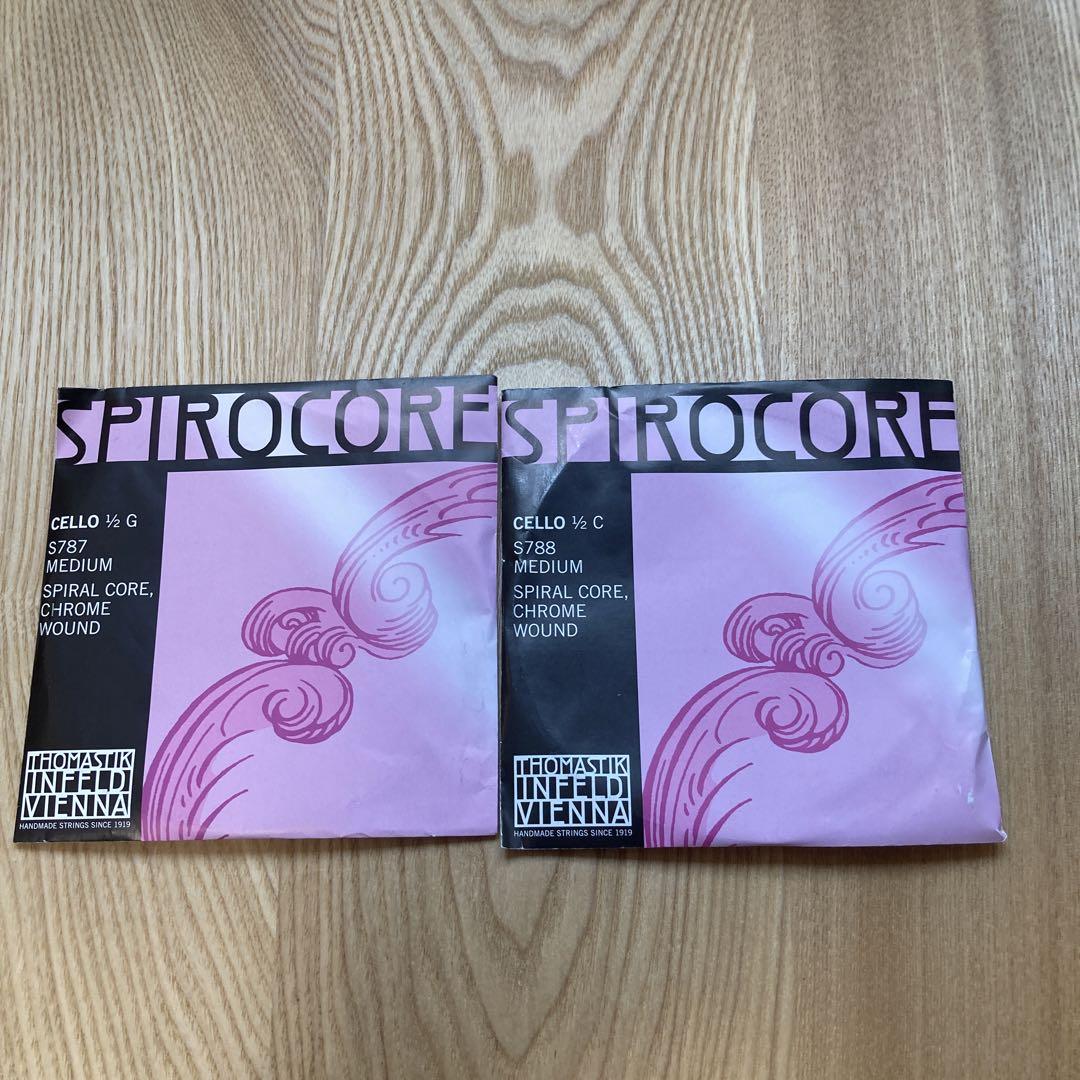 SPIROCORE
CELLO ½ G
S787
MEDIUM
SPIRAL CORE,
CHROME
WOUND
THOMASTIK
INFELD
VIENNA
HANDMADE STRINGS SINCE 1919
SPIROCORE
CELLO ½ C
S788
MEDIUM
SPIRAL CORE,
CHROME
WOUND
THOMASTIK
INFELD
VIENNA
HANDMADE STRINGS SINCE 1919